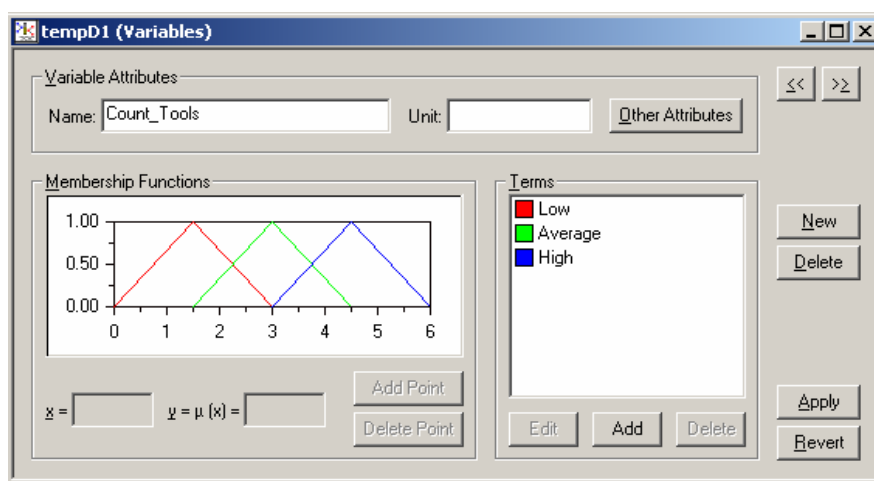 tempD1 (Variables)
Variable Attributes
Name: Count_Tools Unit: Other Attributes
<< >>
Membership Functions
1.00
0.50
0.00
0 1 2 3 4 5 6
x = y = µ (x) =
Add Point
Delete Point
Terms
Low
Average
High
Edit Add Delete
New
Delete
Apply
Revert